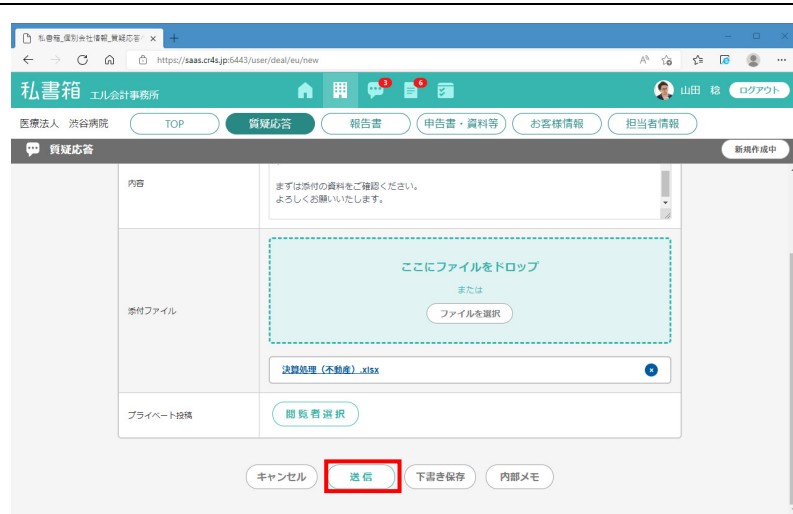 私書箱_個別会社情報_質疑応答
https://saas.cr4s.jp:6443/user/deal/eu/new
私書箱 エル会計事務所
3
6
山田 稔
ログアウト
医療法人 渋谷病院
TOP
質疑応答
報告書
申告書・資料等
お客様情報
担当者情報
質疑応答
新規作成中
内容
まずは添付の資料をご確認ください。
よろしくお願いいたします。
添付ファイル
ここにファイルをドロップ
または
ファイルを選択
決算処理（不動産）.xlsx
プライベート投稿
閲覧者選択
キャンセル
送信
下書き保存
内部メモ